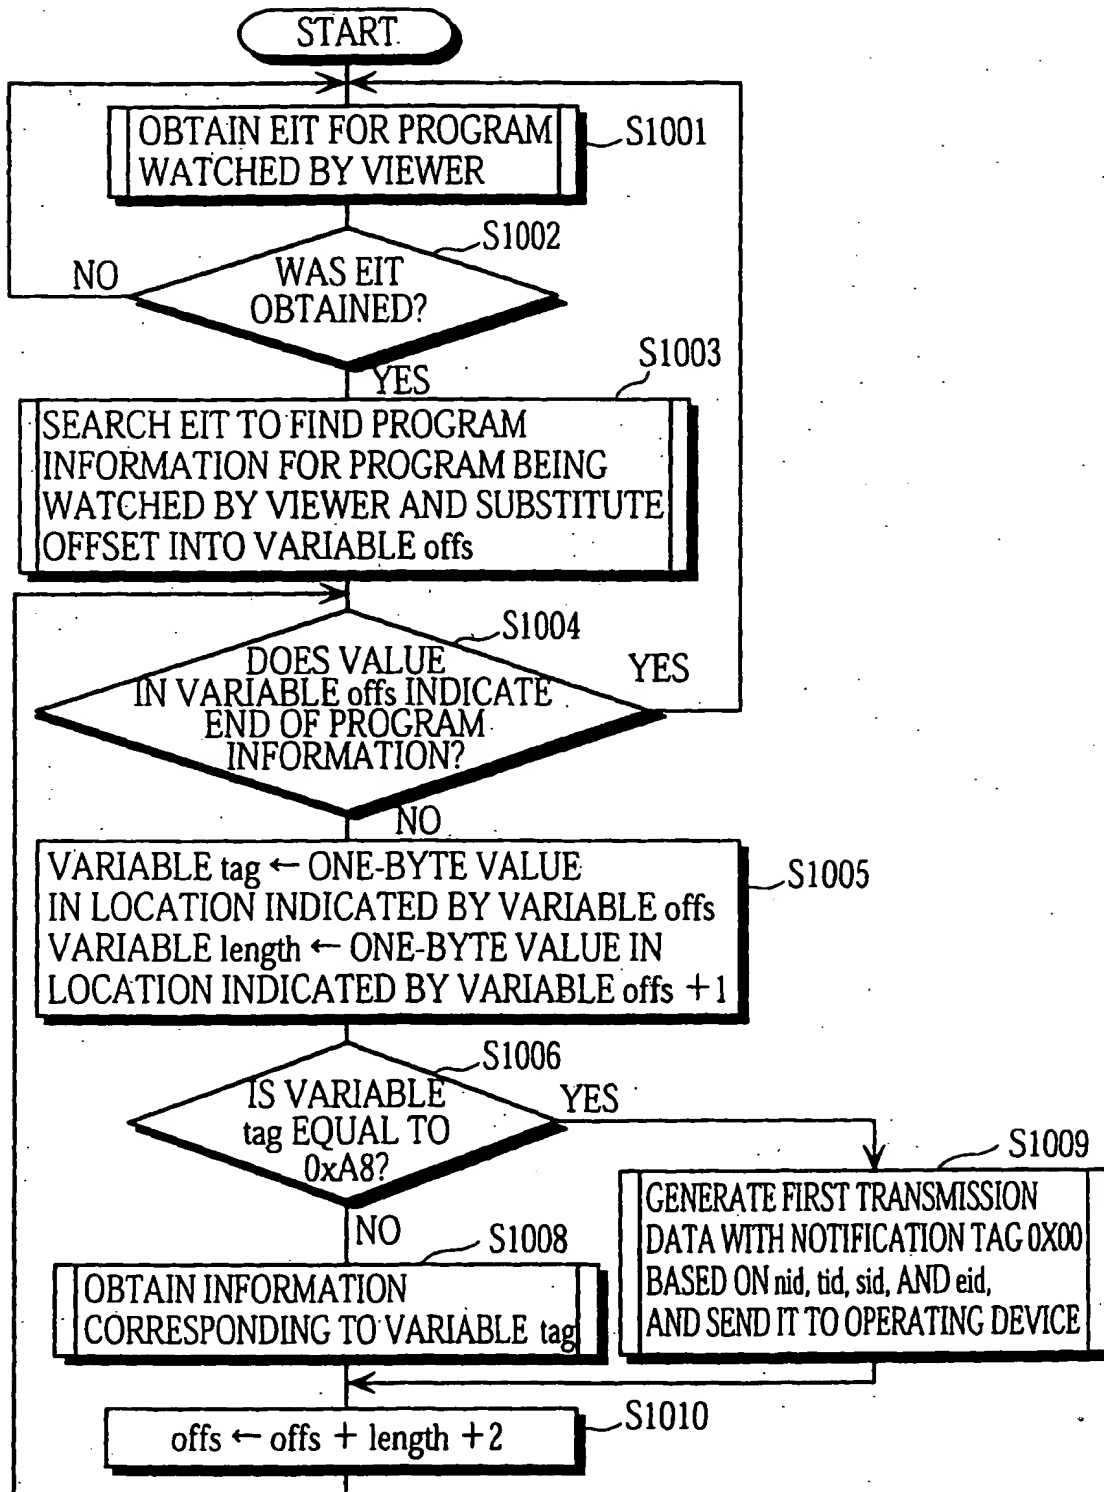 START
OBTAIN EIT FOR PROGRAM
WATCHED BY VIEWER
S1001
S1002
NO
WAS EIT
OBTAINED?
YES
S1003
SEARCH EIT TO FIND PROGRAM
INFORMATION FOR PROGRAM BEING
WATCHED BY VIEWER AND SUBSTITUTE
OFFSET INTO VARIABLE offs
S1004
DOES VALUE
IN VARIABLE offs INDICATE
END OF PROGRAM
INFORMATION?
YES
NO
VARIABLE tag ← ONE-BYTE VALUE
IN LOCATION INDICATED BY VARIABLE offs
VARIABLE length ← ONE-BYTE VALUE IN
LOCATION INDICATED BY VARIABLE offs +1
S1005
S1006
IS VARIABLE
tag EQUAL TO
0xA8?
YES
NO
S1009
GENERATE FIRST TRANSMISSION
DATA WITH NOTIFICATION TAG 0X00
BASED ON nid, tid, sid, AND eid,
AND SEND IT TO OPERATING DEVICE
S1008
OBTAIN INFORMATION
CORRESPONDING TO VARIABLE tag
S1010
offs ← offs + length +2